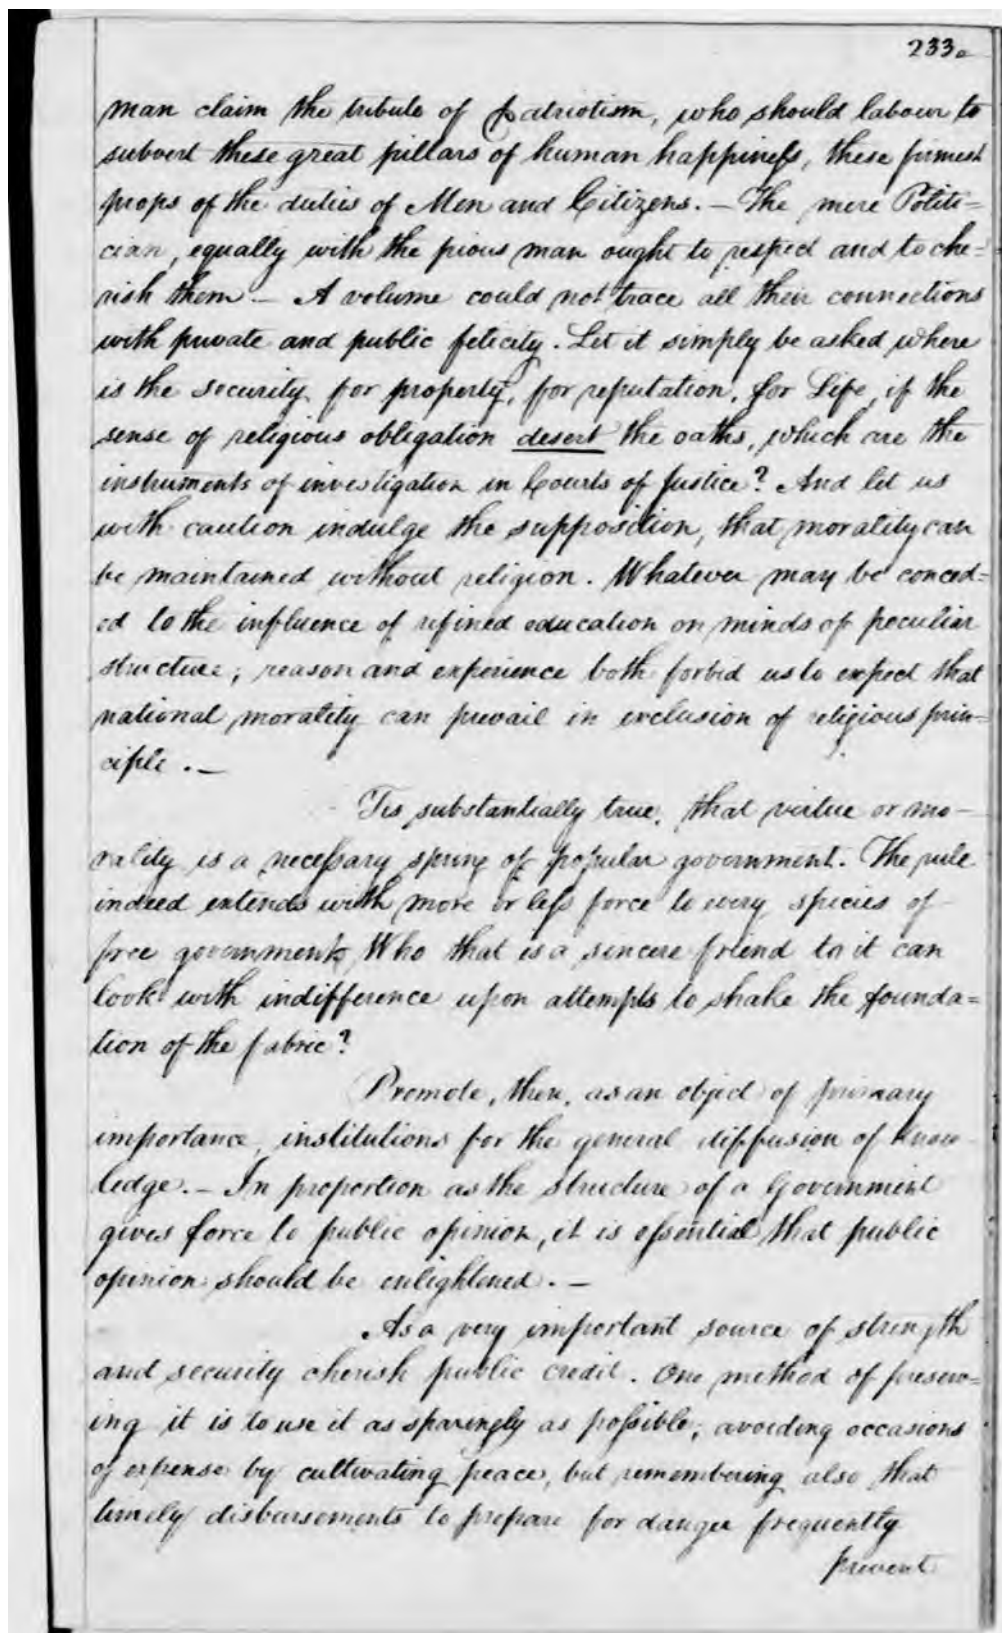 233.
man claim the tribute of Patriotism, who should labour to
subvert these great pillars of human happiness, these firmest
props of the duties of Men and Citizens. — The mere Politi=
cian, equally with the pious man ought to respect and to che=
rish them — A volume could not trace all their connections
with private and public felicity. Let it simply be asked where
is the security for property, for reputation, for Life, if the
sense of religious obligation desert the oaths, which are the
instruments of investigation in Courts of Justice? And let us
with caution indulge the supposition, that morality can
be maintained without religion. Whatever may be conced=
ed to the influence of refined education on minds of peculiar
structure; reason and experience both forbid us to expect that
national morality can prevail in exclusion of religious prin=
ciple. —
Tis substantially true, that virtue or mo—
rality is a necessary spring of popular government. The rule
indeed extends with more or less force to every species of
free government. Who that is a sincere friend to it can
look with indifference upon attempts to shake the founda=
tion of the fabric?
Promote, then, as an object of primary
importance, institutions for the general diffusion of know
ledge. — In proportion as the structure of a Government
gives force to public opinion, it is essential that public
opinion should be enlightened. —
As a very important source of strength
and security cherish public credit. One method of preserv=
ing it is to use it as sparingly as possible; avoiding occasions
of expense by cultivating peace, but remembering also that
timely disbursements to prepare for danger frequently
prevent